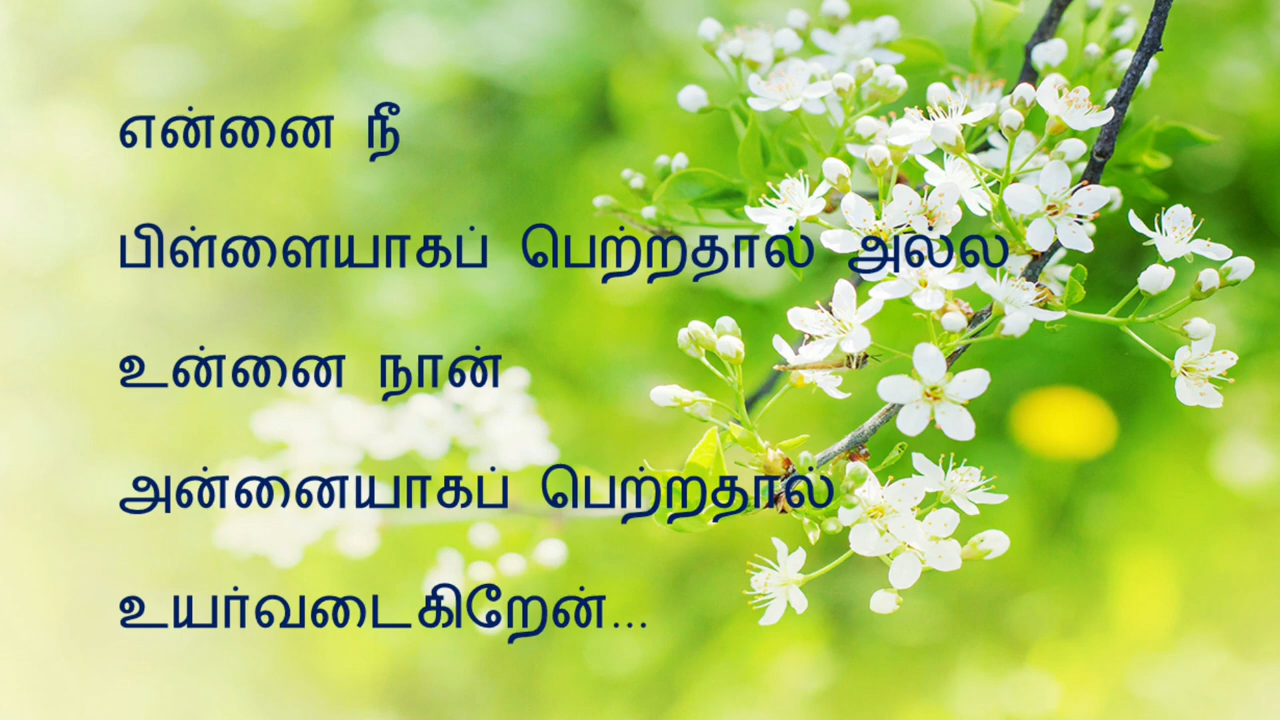 என்னை நீ
பிள்ளையாகப் பெற்றதால் அல்ல
உன்னை நான்
அன்னையாகப் பெற்றதால்
உயர்வடைகிறேன்...